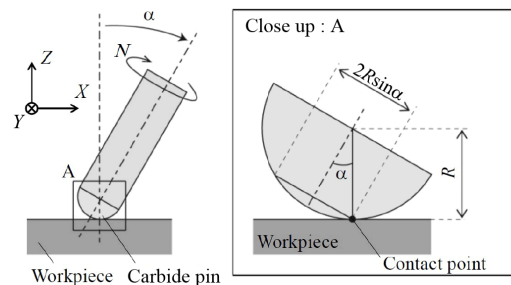 α
N
Z
X
Y
A
Workpiece
Carbide pin
Close up : A
2Rsinα
α
R
Workpiece
Contact point